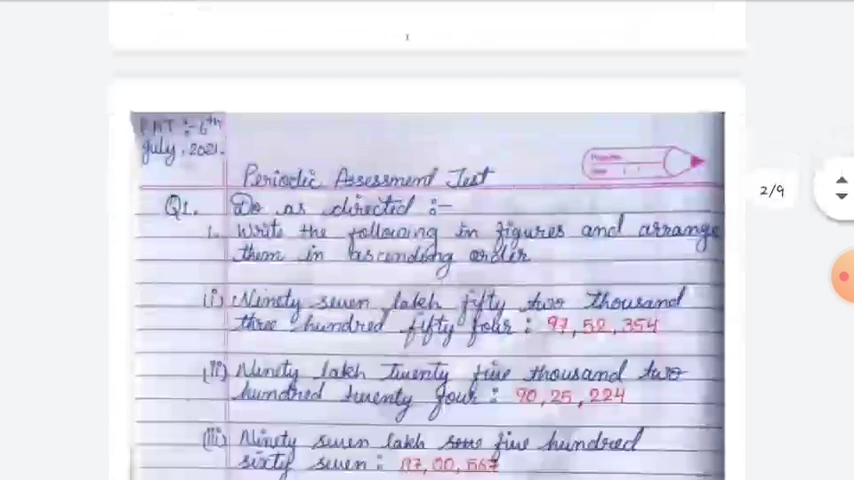 PAT :- 6th
July, 2021.
Periodic Assessment Test
Q1. Do as directed :-
1. Write the following in figures and arrange
them in ascending order
(i) Ninety seven lakh fifty two thousand
three hundred fifty four : 97,52,354
2/9
(ii) Ninety lakh twenty five thousand two
hundred twenty four : 90,25,224
(iii) Ninety seven lakh five hundred
sixty seven : 97,00,567